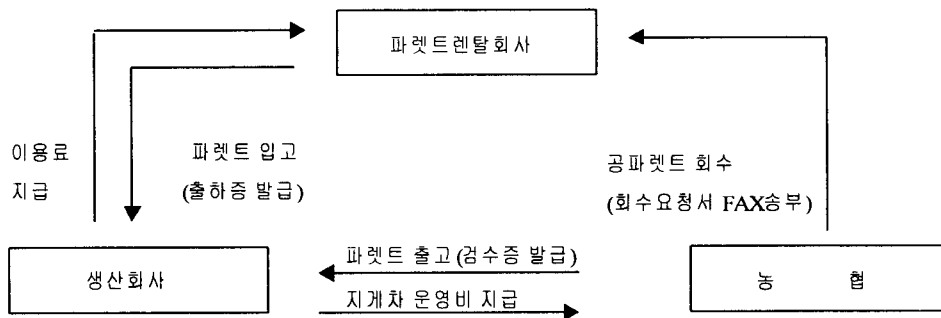 파렛트렌탈회사
이용료
지급
파렛트 입고
(출하증 발급)
공파렛트 회수
(회수요청서 FAX송부)
생산회사
파렛트 출고(검수증 발급)
지게차 운영비 지급
농 협